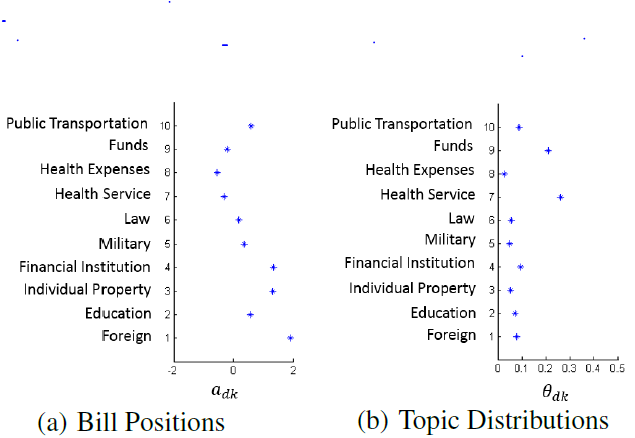 Public Transportation 10
Funds 9
Health Expenses 8
Health Service 7
Law 6
Military 5
Financial Institution 4
Individual Property 3
Education 2
Foreign 1
-2 0 2
a_dk
(a) Bill Positions
Public Transportation 10
Funds 9
Health Expenses 8
Health Service 7
Law 6
Military 5
Financial Institution 4
Individual Property 3
Education 2
Foreign 1
0 0.1 0.2 0.3 0.4 0.5
θ_dk
(b) Topic Distributions